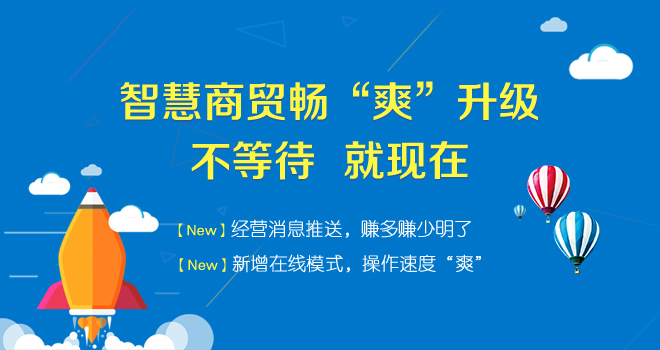 智慧商贸畅“爽”升级
不等待 就现在
【New】经营消息推送，赚多赚少明了
【New】新增在线模式，操作速度“爽”